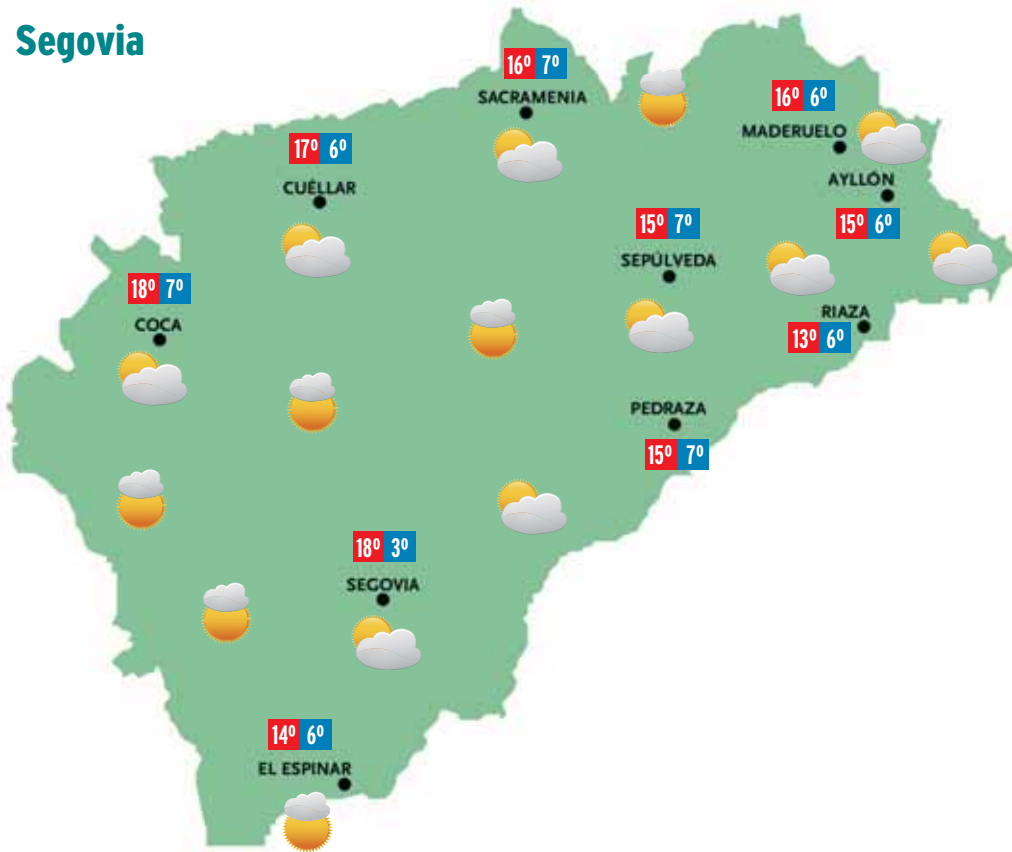 Segovia
16º 7º
SACRAMENIA
16º 6º
MADERUELO
17º 6º
CUÉLLAR
AYLLÓN
15º 6º
15º 7º
SEPÚLVEDA
18º 7º
COCA
RIAZA
13º 6º
PEDRAZA
15º 7º
18º 3º
SEGOVIA
14º 6º
EL ESPINAR